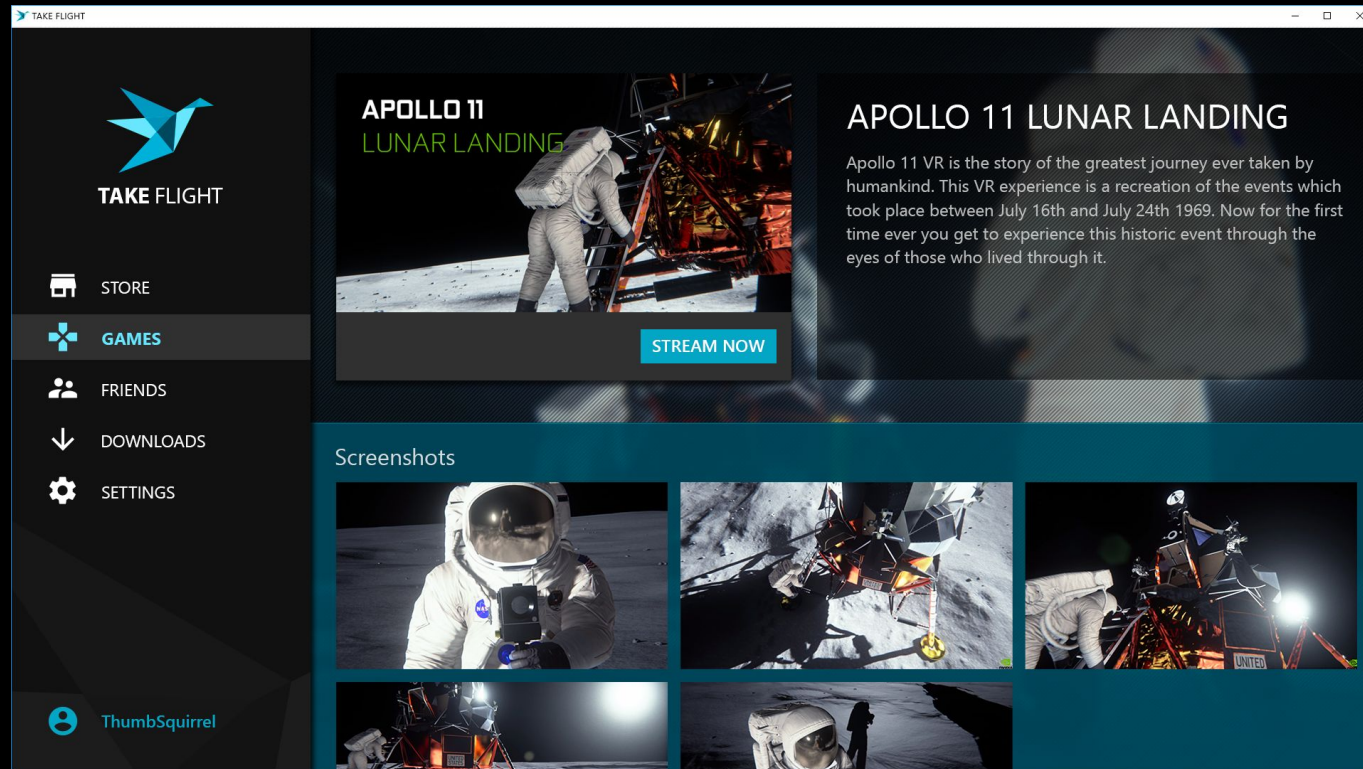 TAKE FLIGHT
TAKE FLIGHT
STORE
GAMES
FRIENDS
DOWNLOADS
SETTINGS
ThumbSquirrel
APOLLO 11
LUNAR LANDING
STREAM NOW
APOLLO 11 LUNAR LANDING
Apollo 11 VR is the story of the greatest journey ever taken by
humankind. This VR experience is a recreation of the events which
took place between July 16th and July 24th 1969. Now for the first
time ever you get to experience this historic event through the
eyes of those who lived through it.
Screenshots
NASA
UNITED